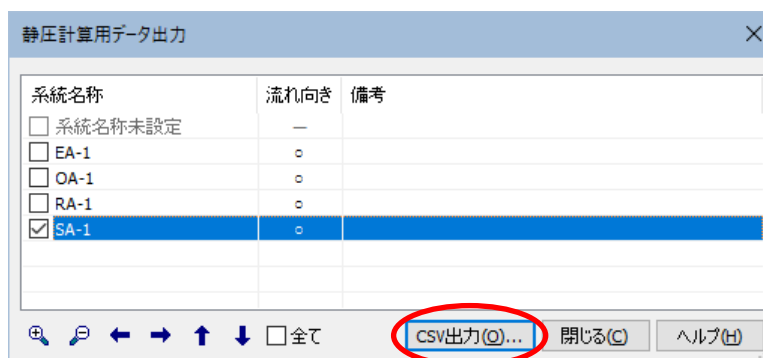 静圧計算用データ出力
系統名称 流れ向き 備考
系統名称未設定 —
EA-1 ○
OA-1 ○
RA-1 ○
SA-1 ○
全て CSV出力(O)... 閉じる(C) ヘルプ(H)